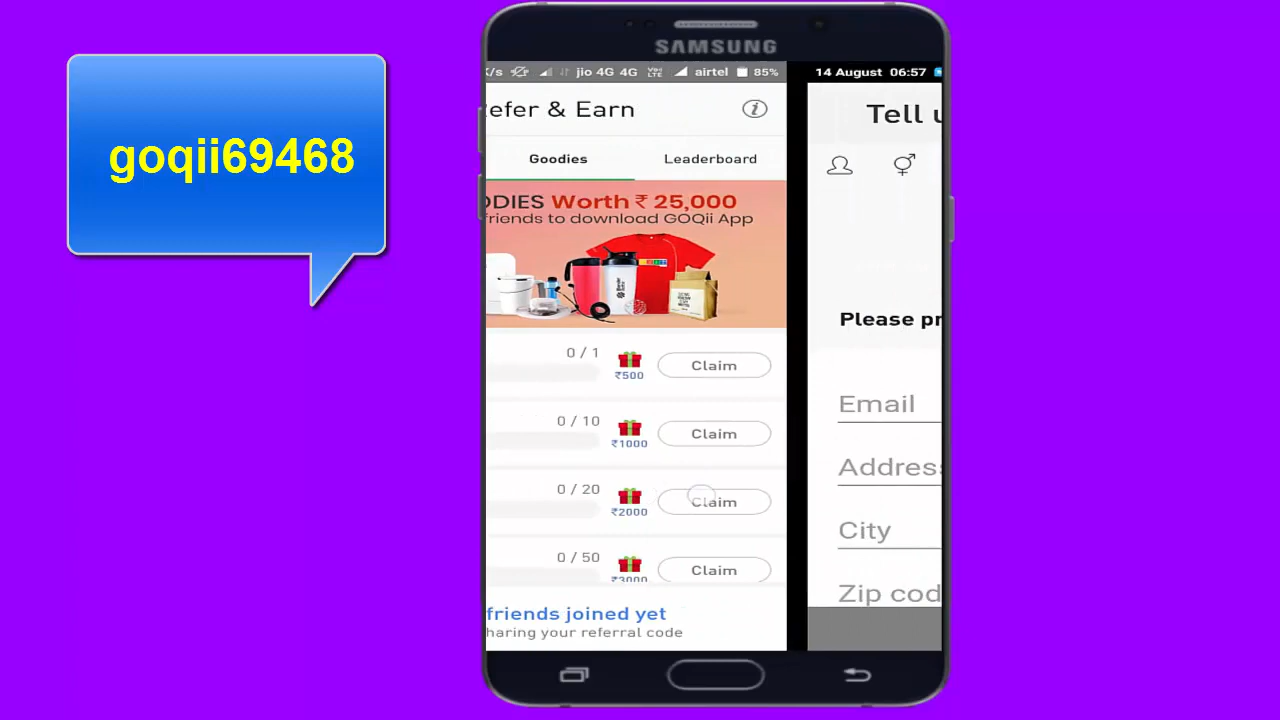 goqii69468
SAMSUNG
K/s jio 4G 4G VoLTE airtel 85%
efer & Earn
Goodies Leaderboard
ODIES Worth ₹ 25,000
friends to download GOQii App
0 / 1 ₹500 Claim
0 / 10 ₹1000 Claim
0 / 20 ₹2000 Claim
0 / 50 ₹3000 Claim
friends joined yet
haring your referral code
14 August 06:57
Tell u
Please pr
Email
Address
City
Zip cod